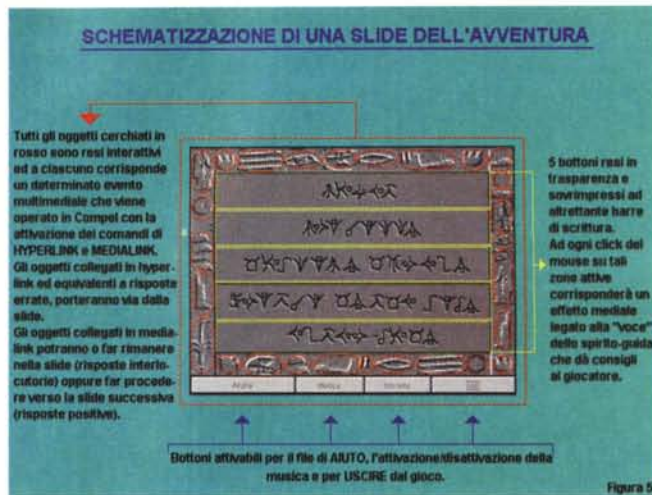 SCHEMATIZZAZIONE DI UNA SLIDE DELL'AVVENTURA
Tutti gli oggetti cerchiati in
rosso sono resi interattivi
ed a ciascuno corrisponde
un determinato evento
multimediale che viene
operato in Compel con la
attivazione dei comandi di
HYPERLINK e MEDIALINK.
Gli oggetti collegati in hyper-
link ed equivalenti a risposte
errate, porteranno via dalla
slide.
Gli oggetti collegati in media-
link potranno o far rimanere
nella slide (risposte interlo-
cutorie) oppure far procede-
re verso la slide successiva
(risposte positive).
5 bottoni resi in
trasparenza e
sovrimpressi ad
altrettante barre
di scrittura.
Ad ogni click del
mouse su tali
zone attive
corrisponderà un
effetto mediale
legato alla "voce"
dello spirito-guida
che dà consigli
al giocatore.
Bottoni attivabili per il file di AIUTO, l'attivazione/disattivazione della
musica e per USCIRE dal gioco.
Figura 5